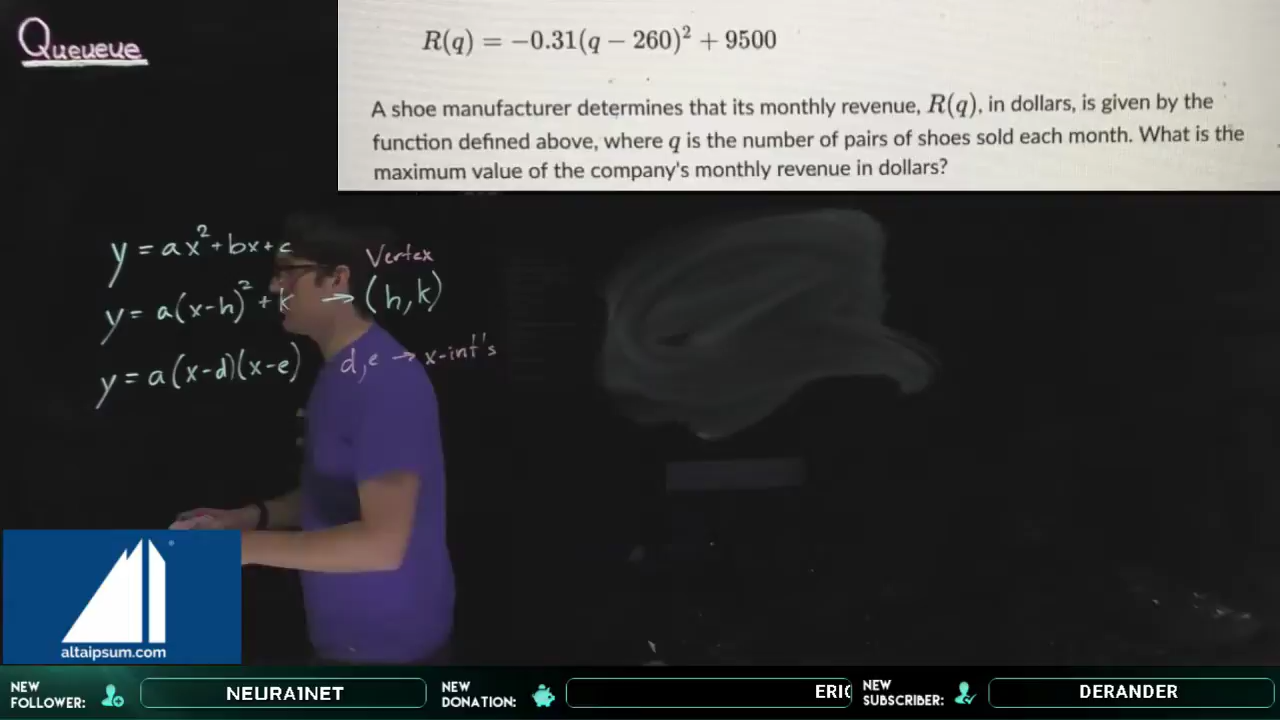 Queueue
R(q) = −0.31(q − 260)² + 9500
A shoe manufacturer determines that its monthly revenue, R(q), in dollars, is given by the
function defined above, where q is the number of pairs of shoes sold each month. What is the
maximum value of the company's monthly revenue in dollars?
y = ax² + bx + c
Vertex
y = a(x-h)² + k → (h,k)
y = a(x-d)(x-e) d,e → x-int's
altaipsum.com
NEW FOLLOWER: NEURA1NET
NEW DONATION:
NEW SUBSCRIBER: DERANDER